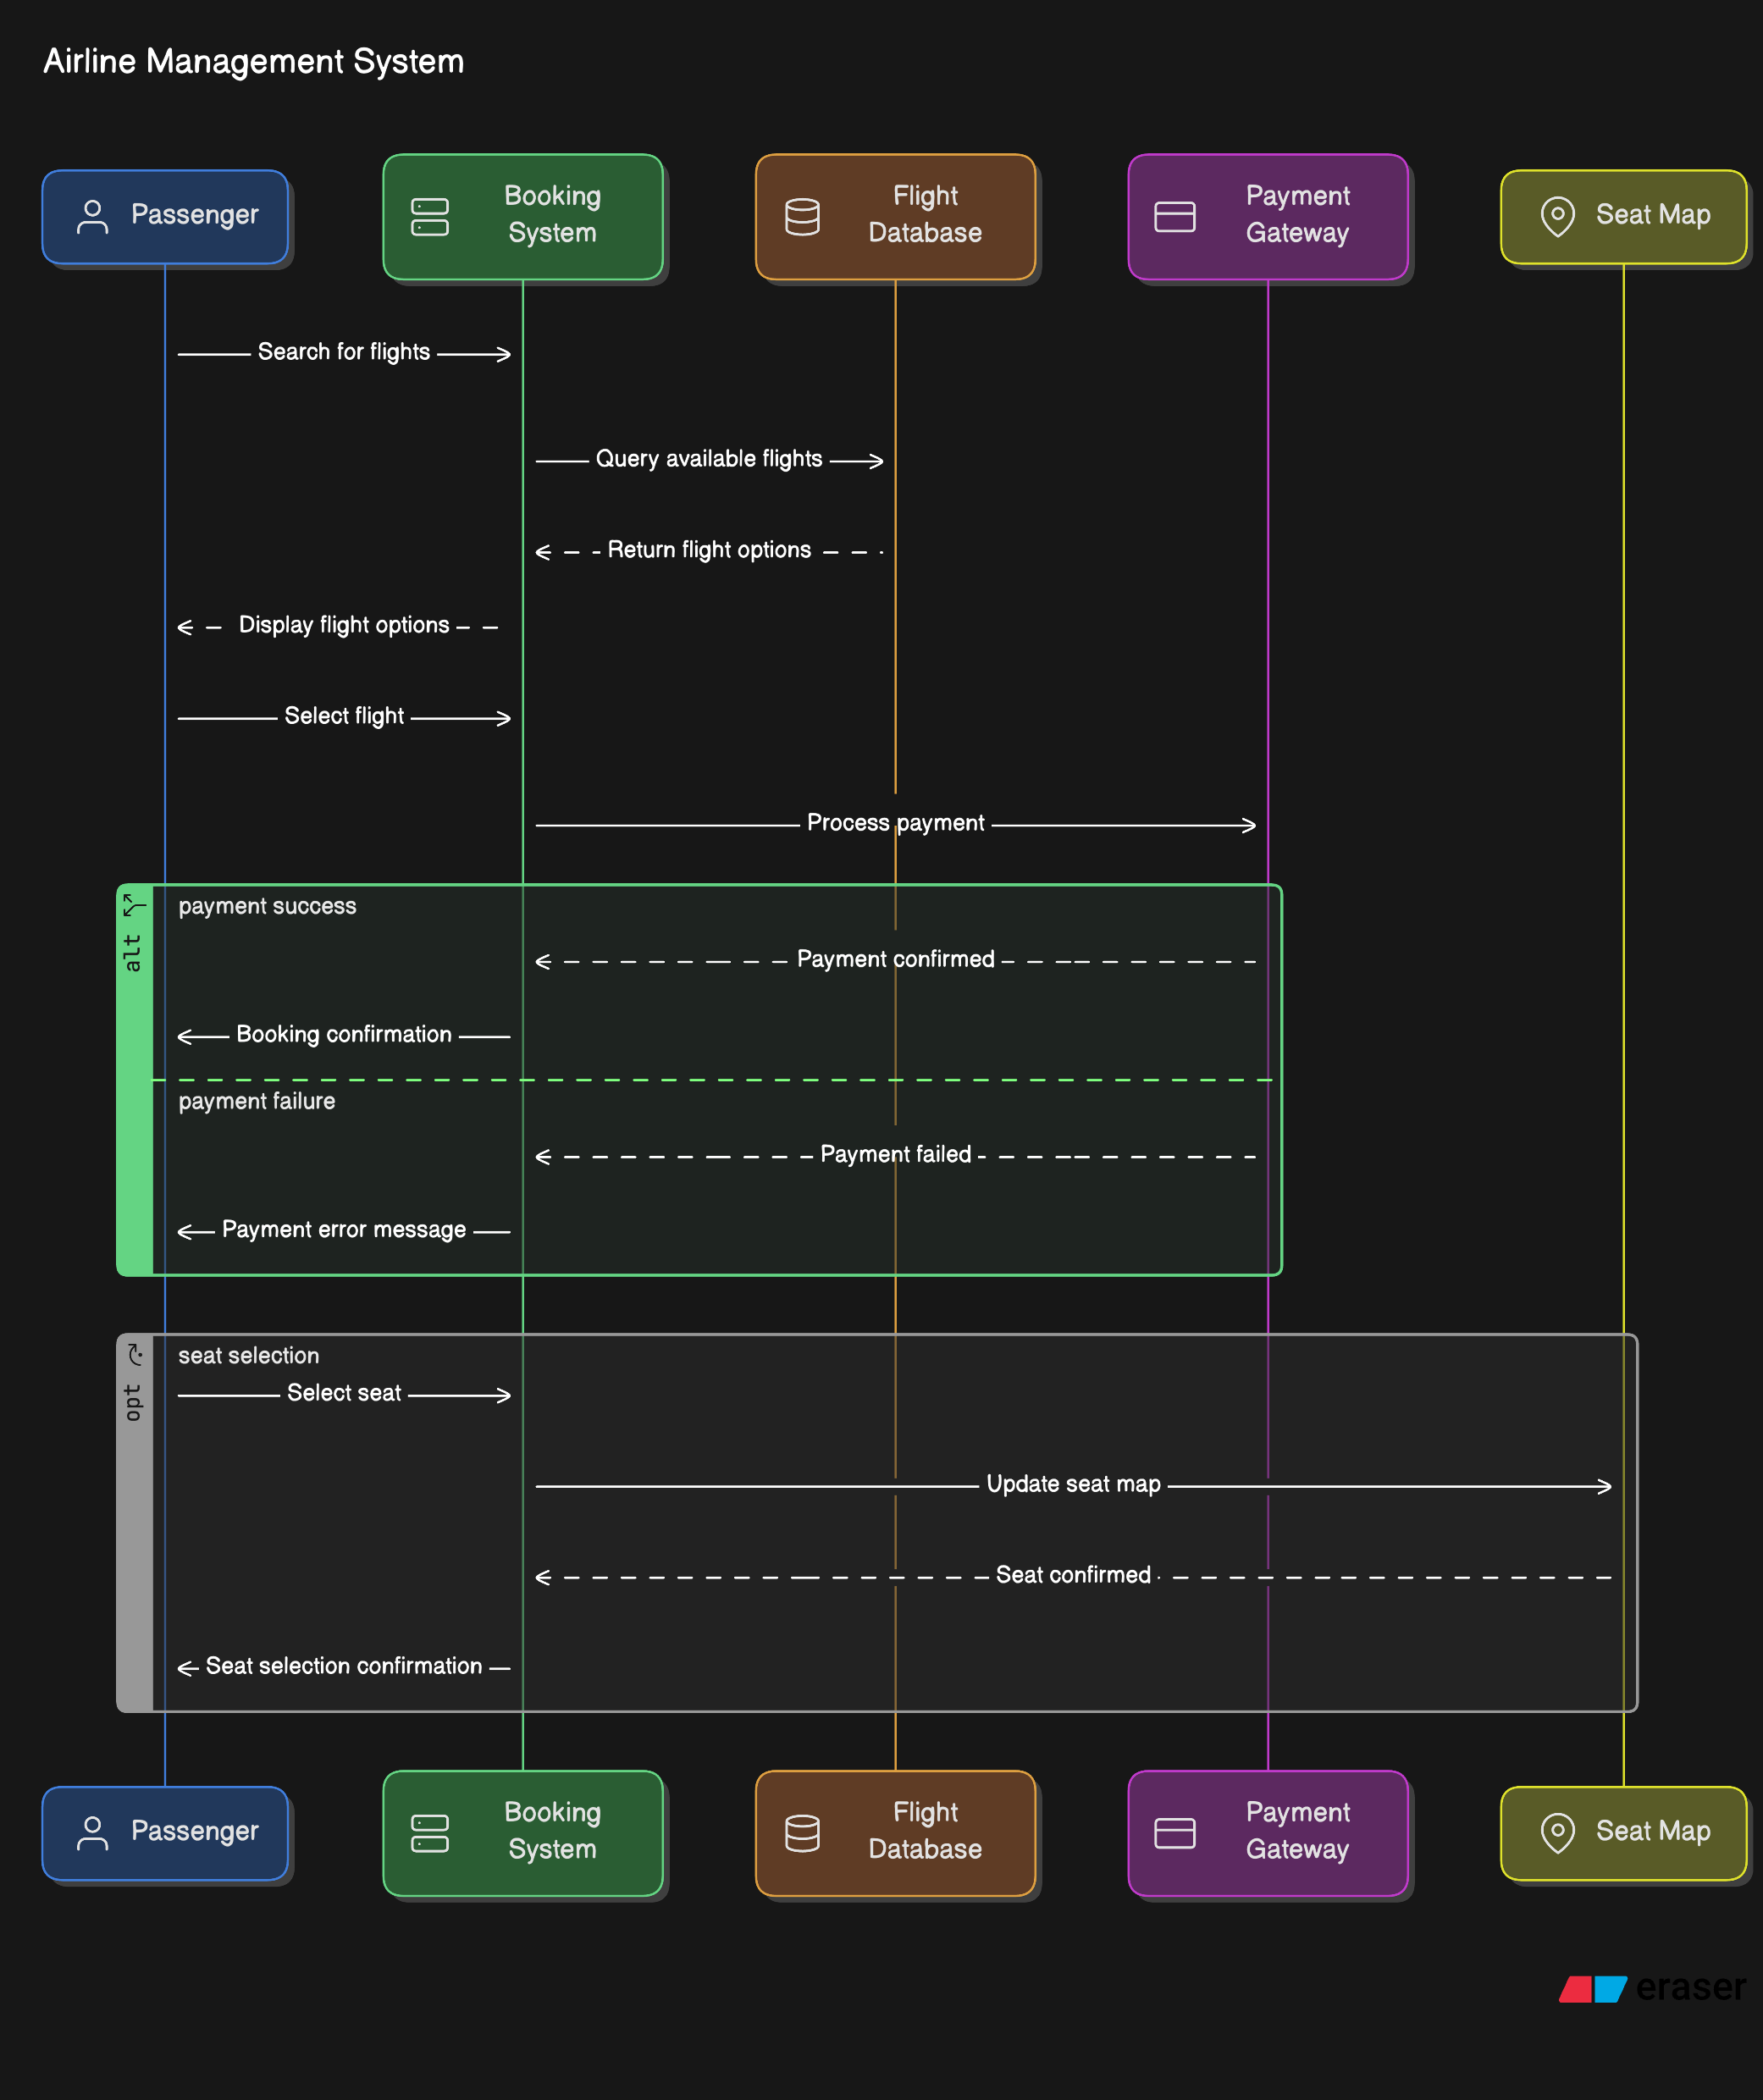 Airline Management System
Passenger
Booking
System
Flight
Database
Payment
Gateway
Seat Map
Search for flights
Query available flights
Return flight options
Display flight options
Select flight
Process payment
alt
payment success
Payment confirmed
Booking confirmation
payment failure
Payment failed
Payment error message
opt
seat selection
Select seat
Update seat map
Seat confirmed
Seat selection confirmation
Passenger
Booking
System
Flight
Database
Payment
Gateway
Seat Map
eraser